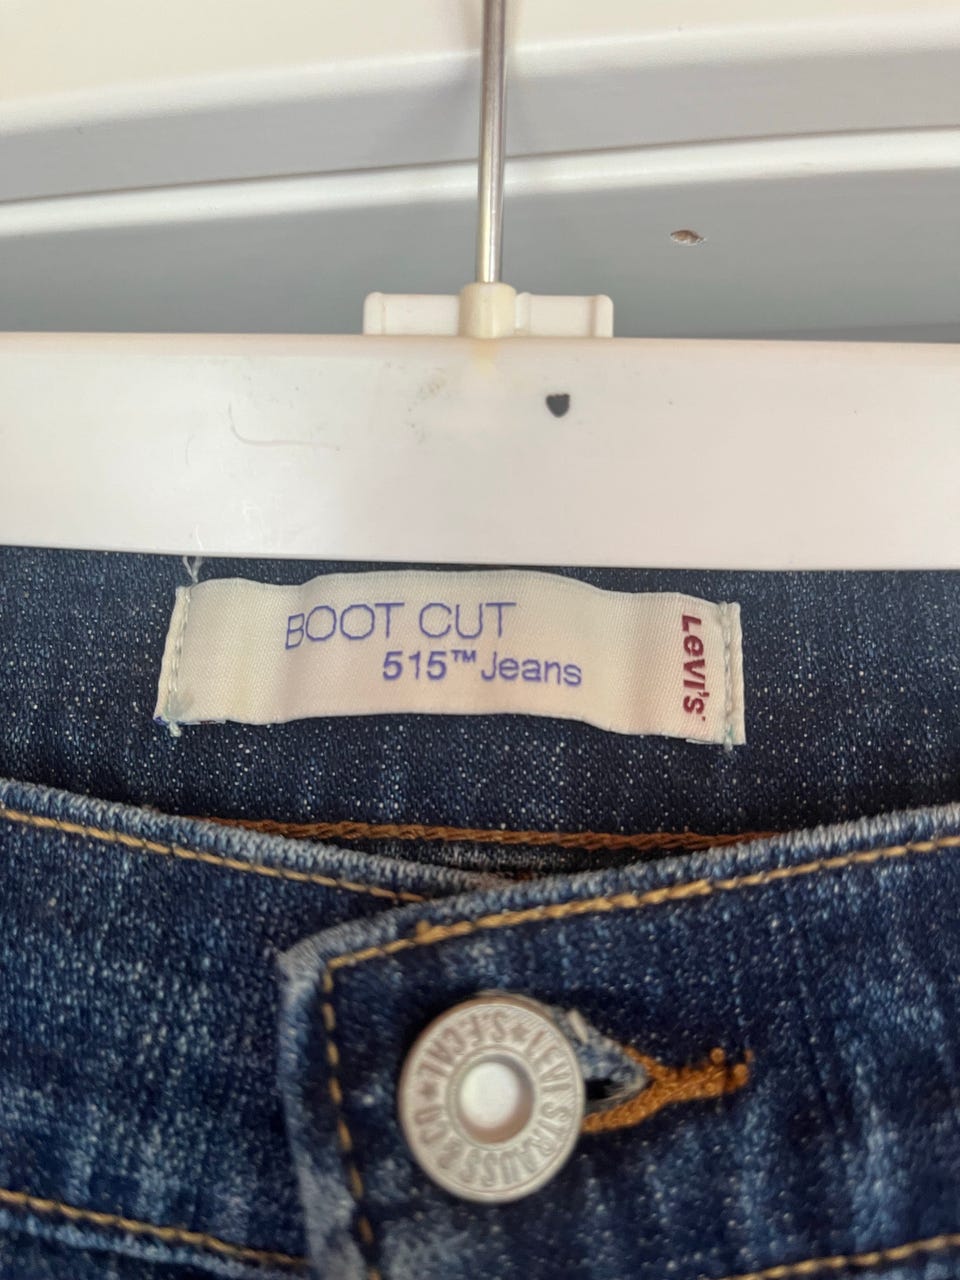 BOOT CUT
515™ Jeans
Levi's
LEVI STRAUSS & CO. ★ S.F. CAL ★